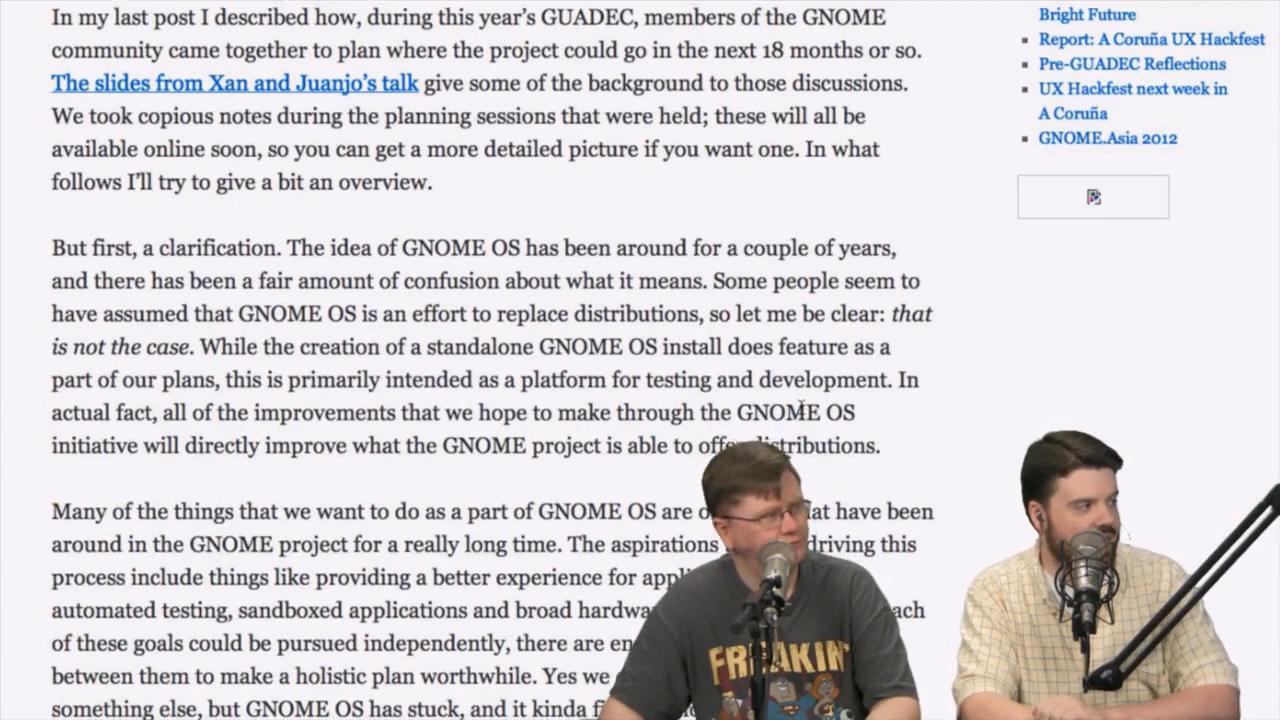 In my last post I described how, during this year's GUADEC, members of the GNOME
community came together to plan where the project could go in the next 18 months or so.
The slides from Xan and Juanjo's talk give some of the background to those discussions.
We took copious notes during the planning sessions that were held; these will all be
available online soon, so you can get a more detailed picture if you want one. In what
follows I'll try to give a bit an overview.
But first, a clarification. The idea of GNOME OS has been around for a couple of years,
and there has been a fair amount of confusion about what it means. Some people seem to
have assumed that GNOME OS is an effort to replace distributions, so let me be clear: that
is not the case. While the creation of a standalone GNOME OS install does feature as a
part of our plans, this is primarily intended as a platform for testing and development. In
actual fact, all of the improvements that we hope to make through the GNOME OS
initiative will directly improve what the GNOME project is able to offer distributions.
Many of the things that we want to do as a part of GNOME OS are have been
around in the GNOME project for a really long time. The aspirations driving this
process include things like providing a better experience for
automated testing, sandboxed applications and broad
of these goals could be pursued independently, there are
between them to make a holistic plan worthwhile. Yes we
something else, but GNOME OS has stuck, and it kinda
Bright Future
Report: A Coruña UX Hackfest
Pre-GUADEC Reflections
UX Hackfest next week in
A Coruña
GNOME.Asia 2012
FREAKIN'